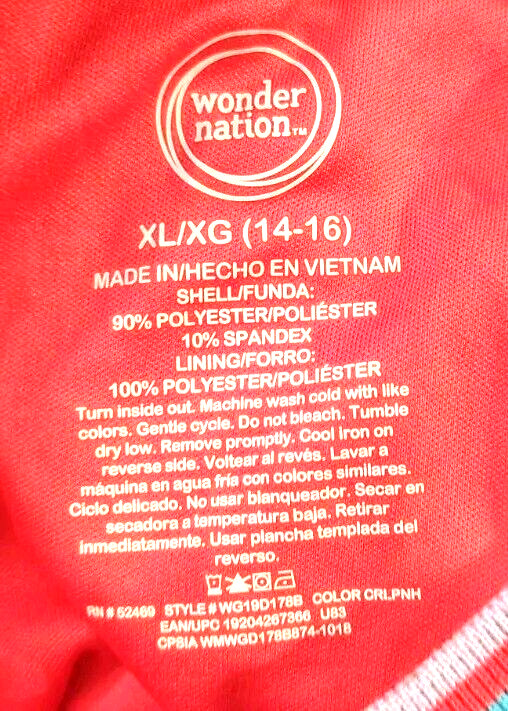 wonder
nation™
XL/XG (14-16)
MADE IN/HECHO EN VIETNAM
SHELL/FUNDA:
90% POLYESTER/POLIÉSTER
10% SPANDEX
LINING/FORRO:
100% POLYESTER/POLIÉSTER
Turn inside out. Machine wash cold with like
colors. Gentle cycle. Do not bleach. Tumble
dry low. Remove promptly. Cool iron on
reverse side. Voltear al revés. Lavar a
máquina en agua fría con colores similares.
Ciclo delicado. No usar blanqueador. Secar en
secadora a temperatura baja. Retirar
inmediatamente. Usar plancha templada del
reverso.
RN # 52469 STYLE # WG19D178B COLOR CRLPNH
EAN/UPC 19204267366 U83
CPSIA WMWGD178B874-1018